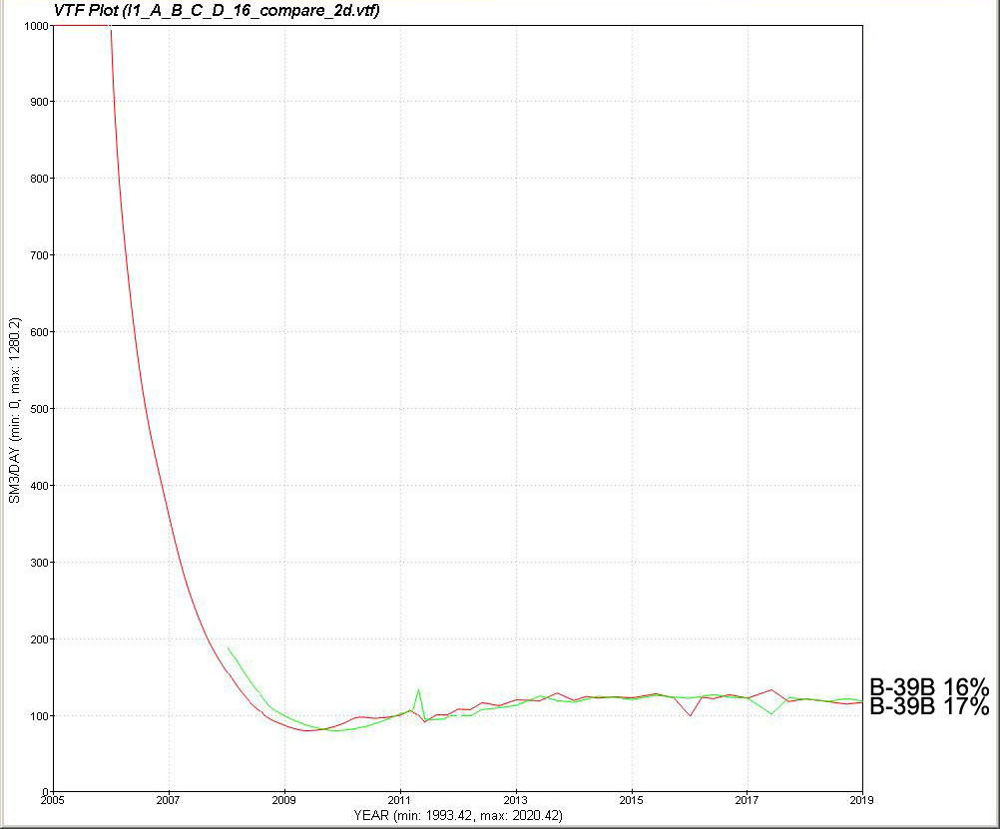 VTF Plot (I1_A_B_C_D_16_compare_2d.vtf)
1000
900
800
700
600
500
400
300
200
100
0
SM3/DAY (min: 0, max: 1280.2)
B-39B 16%
B-39B 17%
2005 2007 2009 2011 2013 2015 2017 2019
YEAR (min: 1993.42, max: 2020.42)